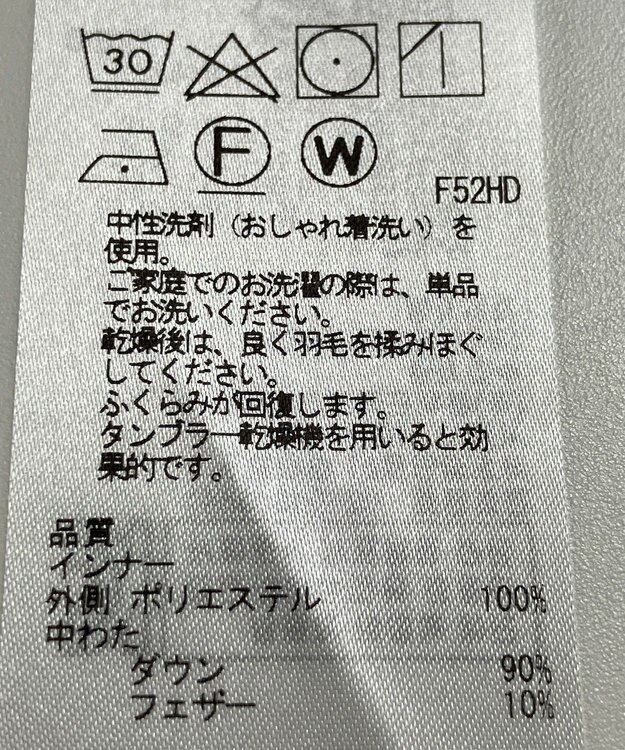 30
F W
F52HD
中性洗剤(おしゃれ着洗い)を
使用。
ご家庭でのお洗濯の際は、単品
でお洗いください。
乾燥後は、良く羽毛を揉みほぐ
してください。
ふくらみが回復します。
タンブラー乾燥機を用いると効
果的です。
品質
インナー
外側 ポリエステル 100%
中わた
ダウン 90%
フェザー 10%